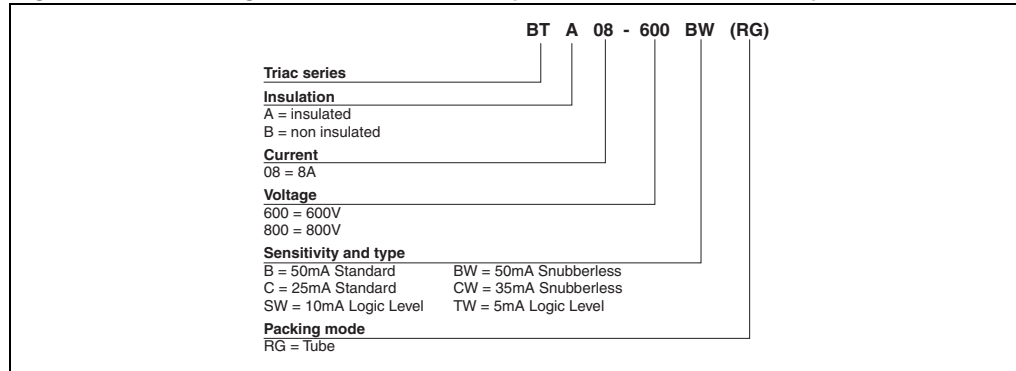 BT A 08 - 600 BW (RG)
Triac series
Insulation
A = insulated
B = non insulated
Current
08 = 8A
Voltage
600 = 600V
800 = 800V
Sensitivity and type
B = 50mA Standard BW = 50mA Snubberless
C = 25mA Standard CW = 35mA Snubberless
SW = 10mA Logic Level TW = 5mA Logic Level
Packing mode
RG = Tube